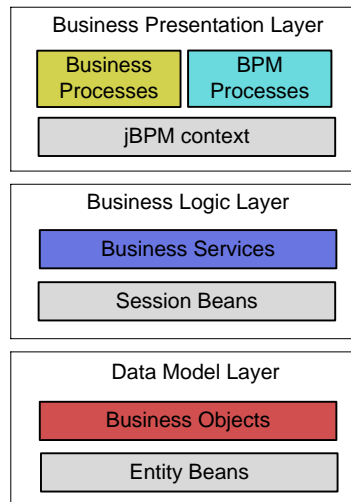 Business Presentation Layer
Business BPM
Processes Processes
jBPM context
Business Logic Layer
Business Services
Session Beans
Data Model Layer
Business Objects
Entity Beans